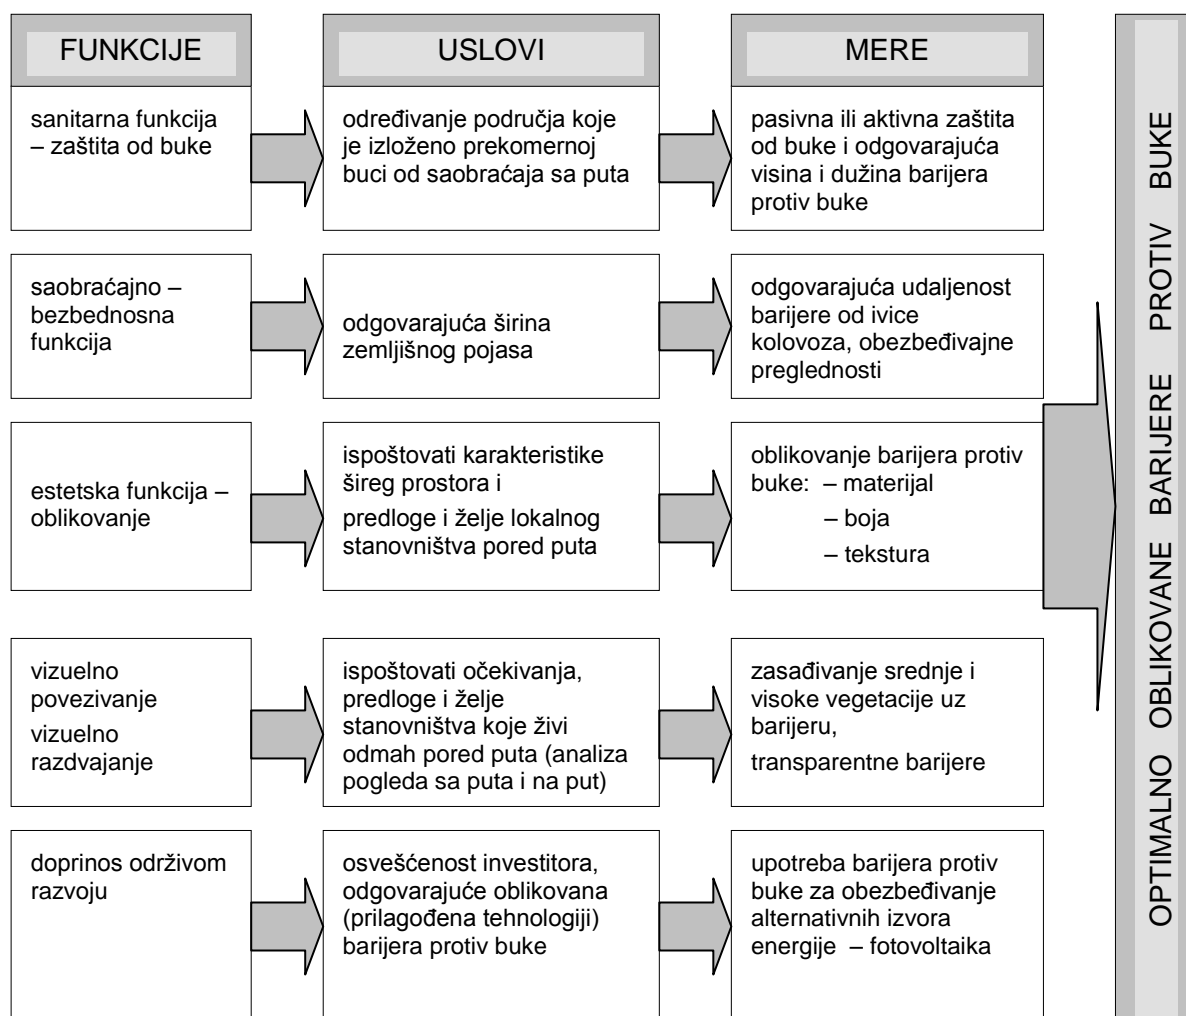 FUNKCIJE
USLOVI
MERE
sanitarna funkcija
– zaštita od buke
određivanje područja koje
je izloženo prekomernoj
buci od saobraćaja sa puta
pasivna ili aktivna zaštita
od buke i odgovarajuća
visina i dužina barijera
protiv buke
saobraćajno –
bezbednosna
funkcija
odgovarajuća širina
zemljišnog pojasa
odgovarajuća udaljenost
barijere od ivice
kolovoza, obezbeđivajne
preglednosti
estetska funkcija –
oblikovanje
ispoštovati karakteristike
šireg prostora i
predloge i želje lokalnog
stanovništva pored puta
oblikovanje barijera protiv
buke: – materijal
– boja
– tekstura
vizuelno
povezivanje
vizuelno
razdvajanje
ispoštovati očekivanja,
predloge i želje
stanovništva koje živi
odmah pored puta (analiza
pogleda sa puta i na put)
zasađivanje srednje i
visoke vegetacije uz
barijeru,
transparentne barijere
doprinos održivom
razvoju
osvešćenost investitora,
odgovarajuće oblikovana
(prilagođena tehnologiji)
barijera protiv buke
upotreba barijera protiv
buke za obezbeđivanje
alternativnih izvora
energije – fotovoltaika
OPTIMALNO OBLIKOVANE BARIJERE PROTIV BUKE